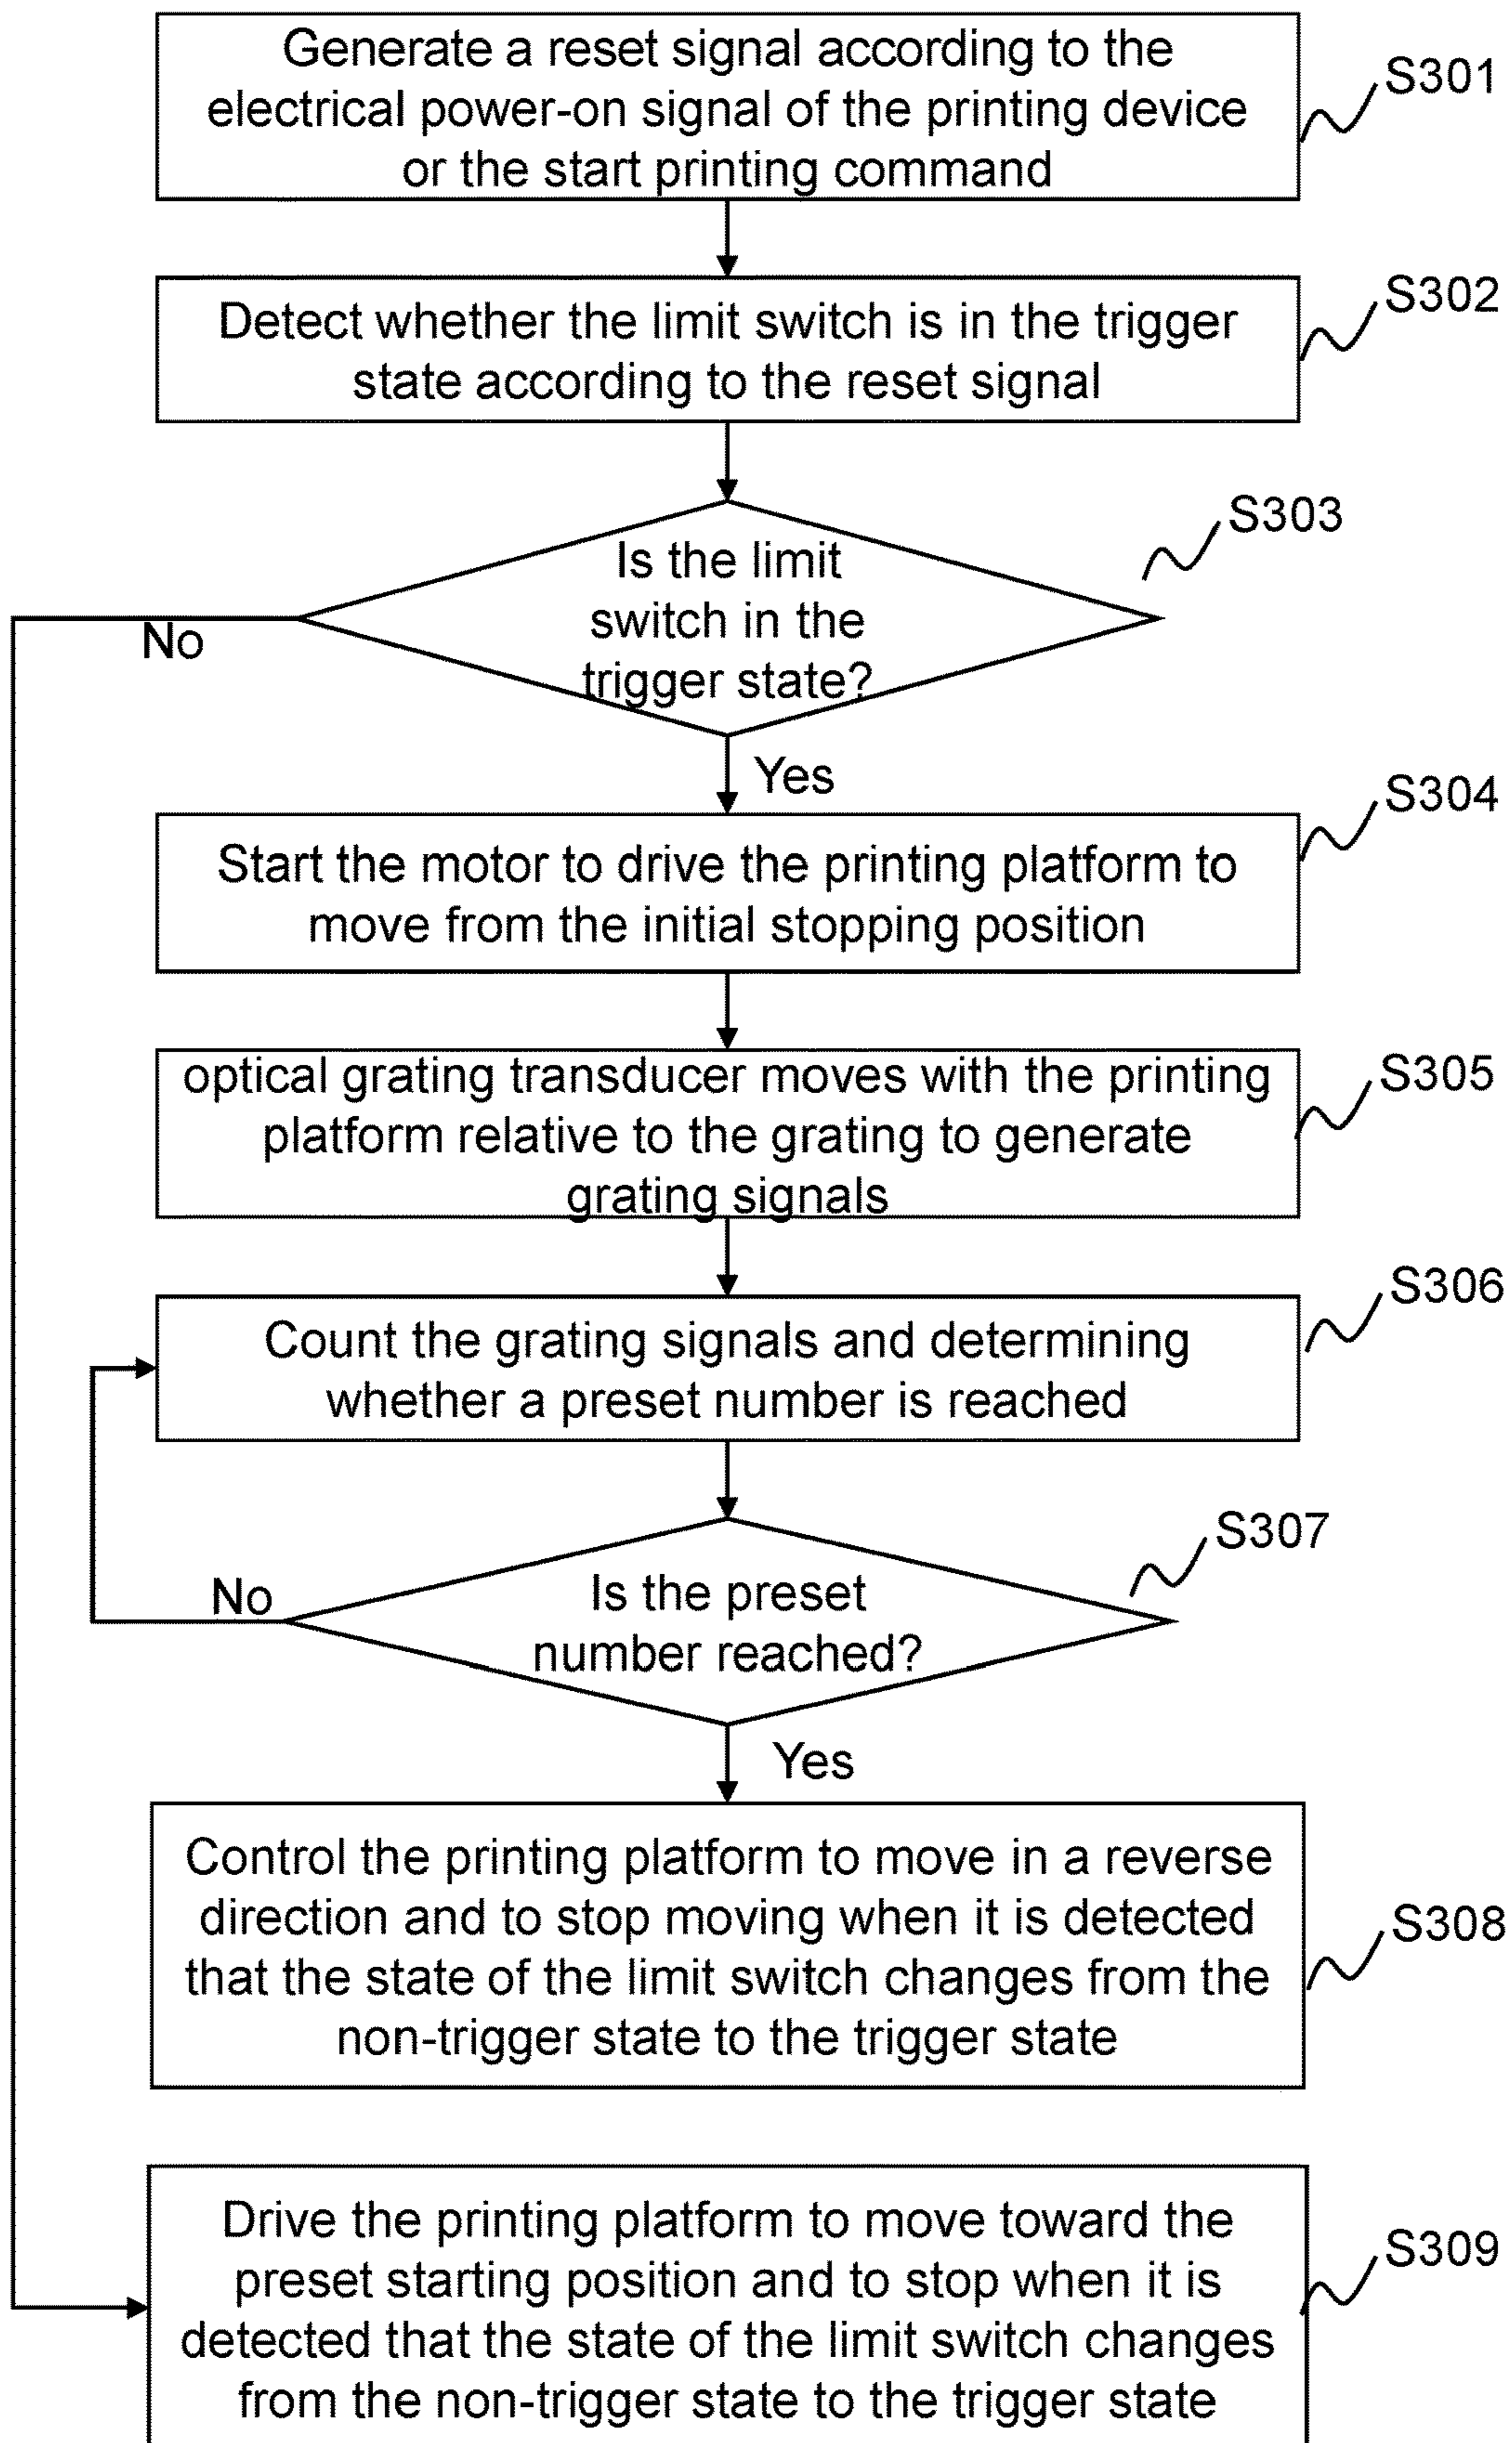 Generate a reset signal according to the
electrical power-on signal of the printing device
or the start printing command
S301
Detect whether the limit switch is in the trigger
state according to the reset signal
S302
Is the limit
switch in the
trigger state?
S303
No
Yes
Start the motor to drive the printing platform to
move from the initial stopping position
S304
optical grating transducer moves with the printing
platform relative to the grating to generate
grating signals
S305
Count the grating signals and determining
whether a preset number is reached
S306
Is the preset
number reached?
S307
No
Yes
Control the printing platform to move in a reverse
direction and to stop moving when it is detected
that the state of the limit switch changes from the
non-trigger state to the trigger state
S308
Drive the printing platform to move toward the
preset starting position and to stop when it is
detected that the state of the limit switch changes
from the non-trigger state to the trigger state
S309